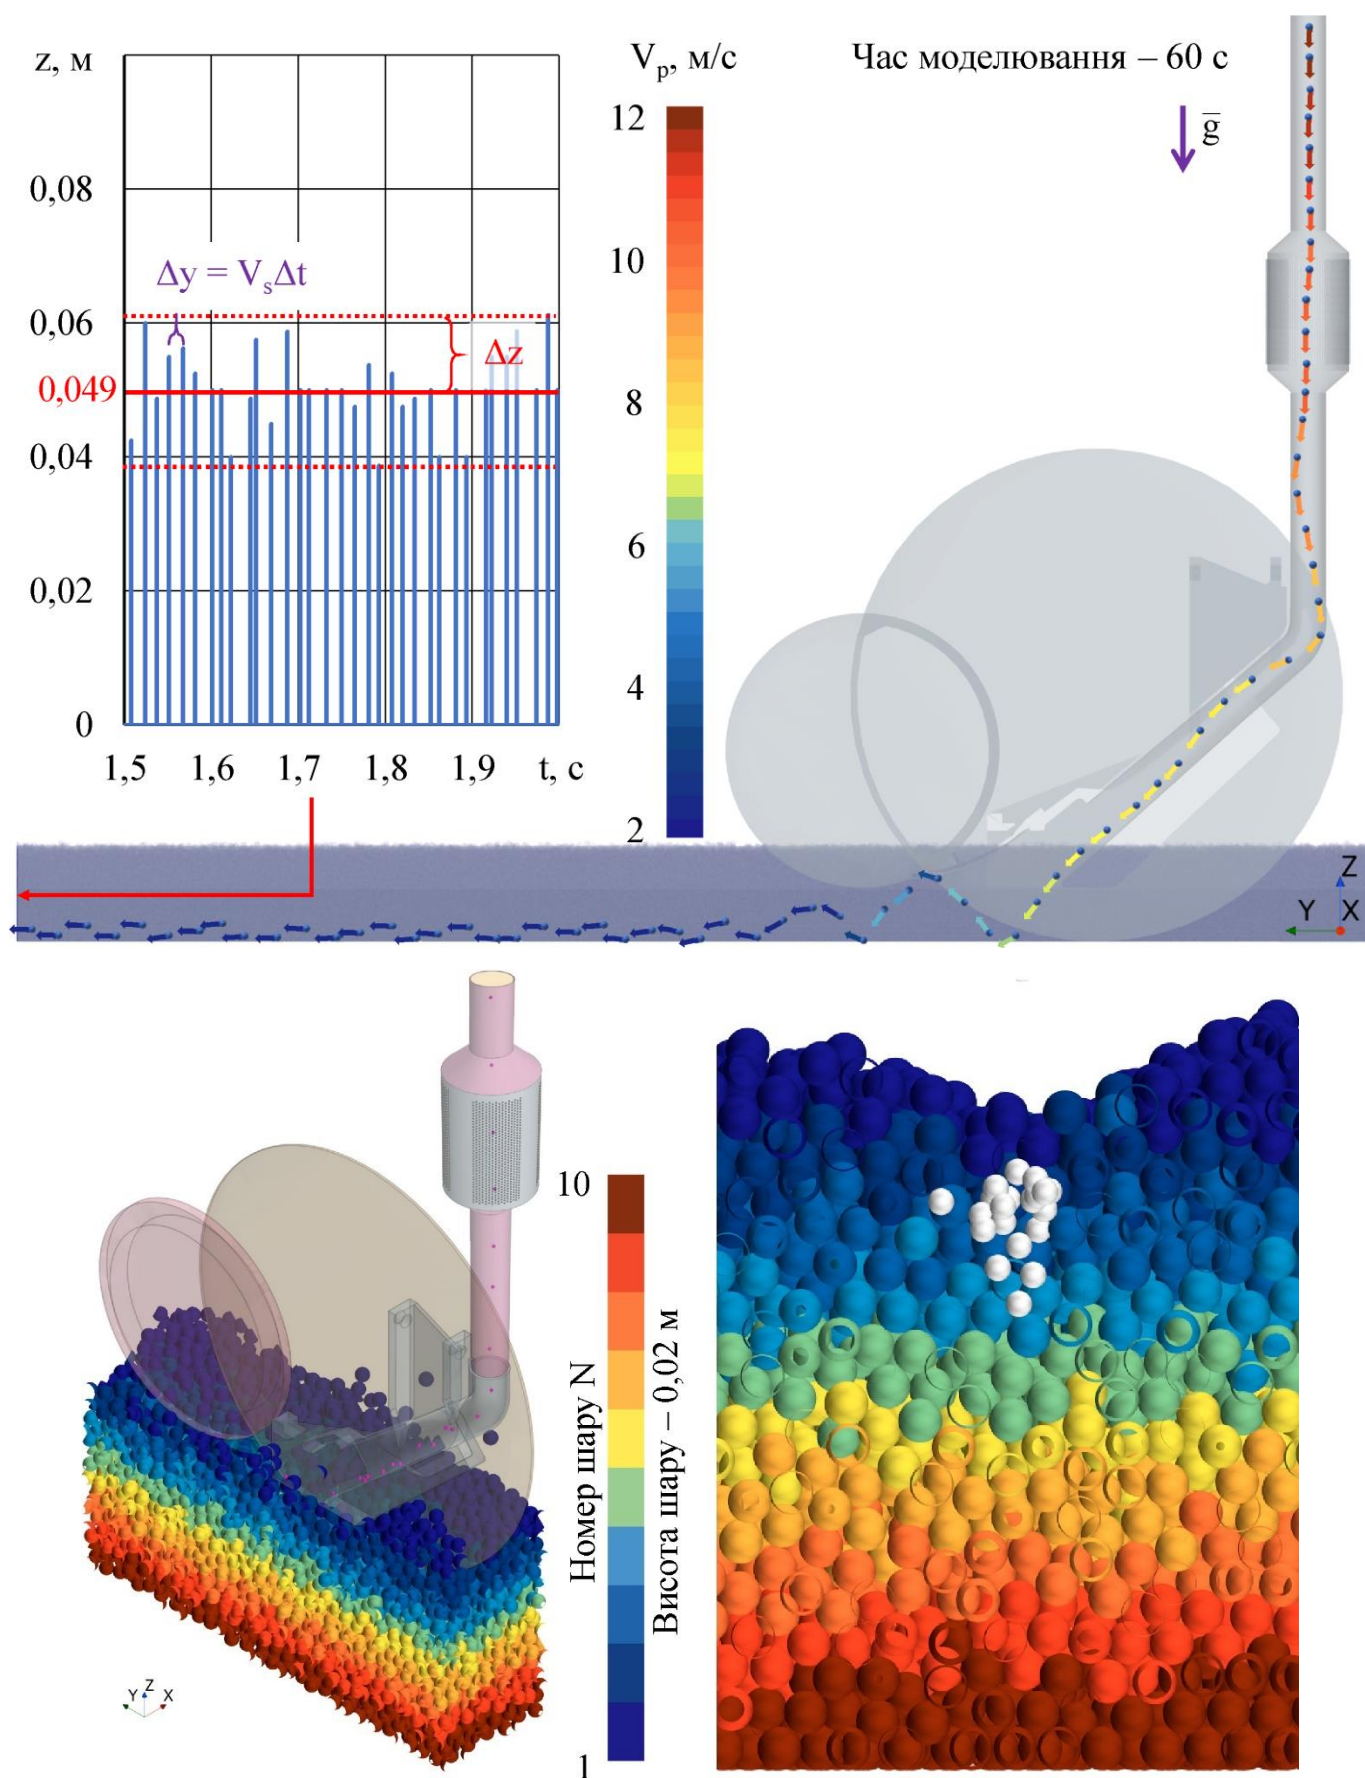 z, м
0,08
0,06
0,049
0,04
0,02
0
1,5 1,6 1,7 1,8 1,9 t, с
Δy = VsΔt
Δz
Vp, м/с
12
10
8
6
4
2
Час моделювання – 60 с
g̅
Z
Y X
10
1
Номер шару N
Висота шару – 0,02 м
Y Z X